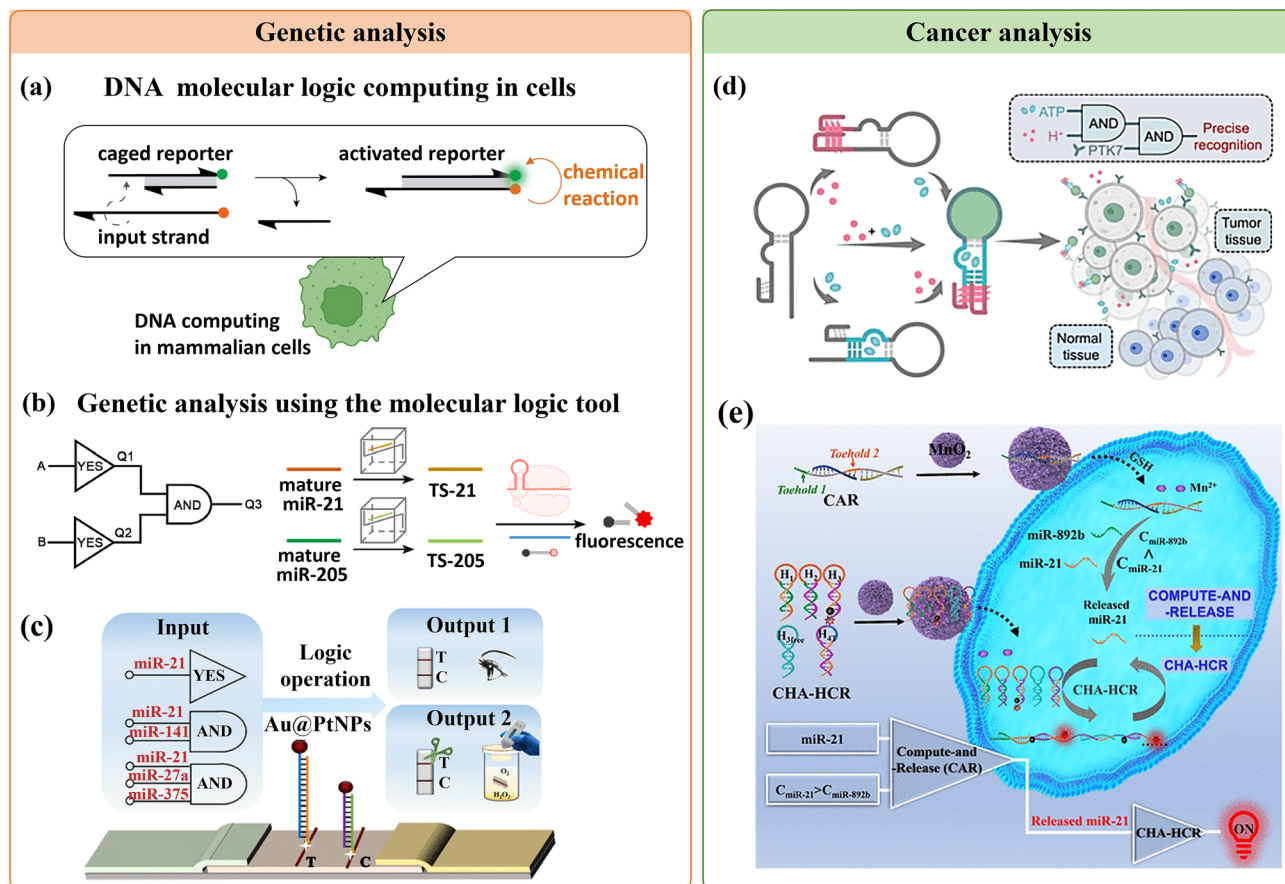 Genetic analysis
(a)
DNA molecular logic computing in cells
caged reporter
activated reporter
chemical
reaction
input strand
DNA computing
in mammalian cells
(b)
Genetic analysis using the molecular logic tool
A
YES
Q1
AND
Q3
B
YES
Q2
mature
miR-21
TS-21
mature
miR-205
TS-205
fluorescence
(c)
Input
miR-21
YES
miR-21
miR-141
AND
miR-21
miR-27a
miR-375
AND
Logic
operation
Au@PtNPs
Output 1
T
C
Output 2
T
C
O2
H2O2
T
C
Cancer analysis
(d)
ATP
H+
PTK7
AND
AND
Precise
recognition
+
Tumor
tissue
Normal
tissue
(e)
Toehold 2
Toehold 1
CAR
MnO2
GSH
Mn2+
miR-892b
miR-21
CmiR-892b
<
CmiR-21
Released
miR-21
COMPUTE-AND
-RELEASE
CHA-HCR
H1
H2
H3
H3free
H4T
CHA-HCR
CHA-HCR
miR-21
CmiR-21>CmiR-892b
Compute-and
-Release (CAR)
Released miR-21
CHA-HCR
ON